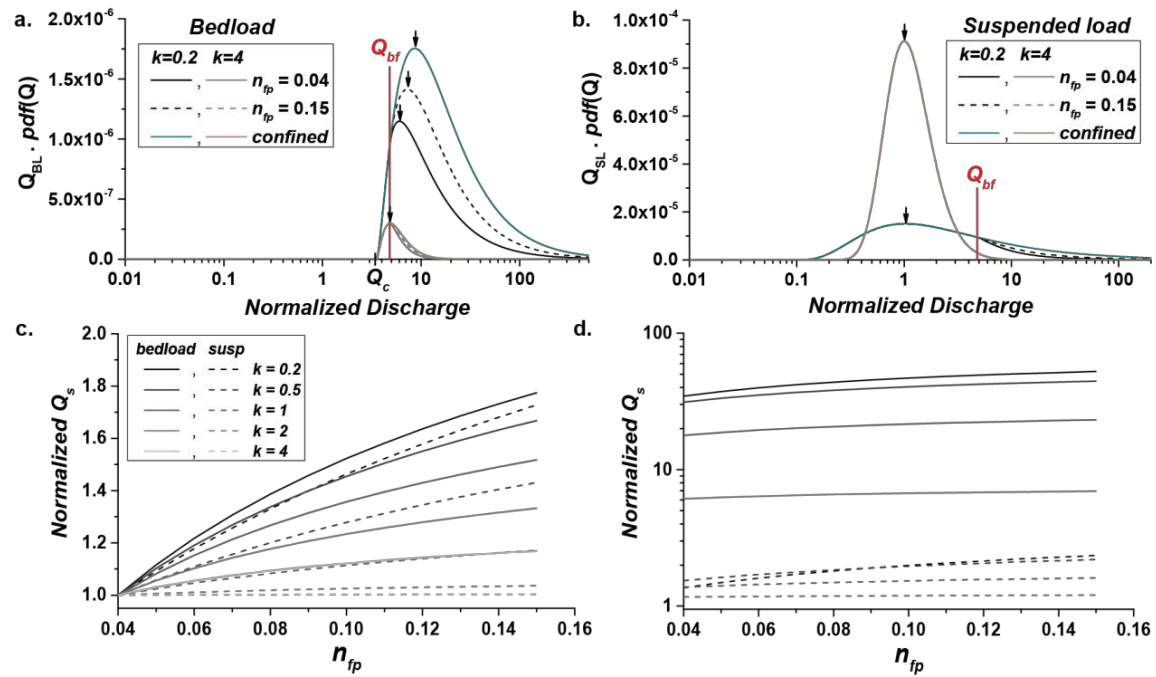 a.
Bedload
k=0.2 k=4
, n_fp = 0.04
, n_fp = 0.15
, confined
Q_bf
Q_BL · pdf(Q)
2.0x10⁻⁶
1.5x10⁻⁶
1.0x10⁻⁶
5.0x10⁻⁷
0.0
0.01 0.1 1 10 100
Q_c
Normalized Discharge
b.
Suspended load
k=0.2 k=4
, n_fp = 0.04
, n_fp = 0.15
, confined
Q_bf
Q_SL · pdf(Q)
1.0x10⁻⁴
8.0x10⁻⁵
6.0x10⁻⁵
4.0x10⁻⁵
2.0x10⁻⁵
0.0
0.01 0.1 1 10 100
Normalized Discharge
c.
bedload susp
, k = 0.2
, k = 0.5
, k = 1
, k = 2
, k = 4
Normalized Q_s
2.0
1.8
1.6
1.4
1.2
1.0
0.04 0.06 0.08 0.10 0.12 0.14 0.16
n_fp
d.
Normalized Q_s
100
10
1
0.04 0.06 0.08 0.10 0.12 0.14 0.16
n_fp